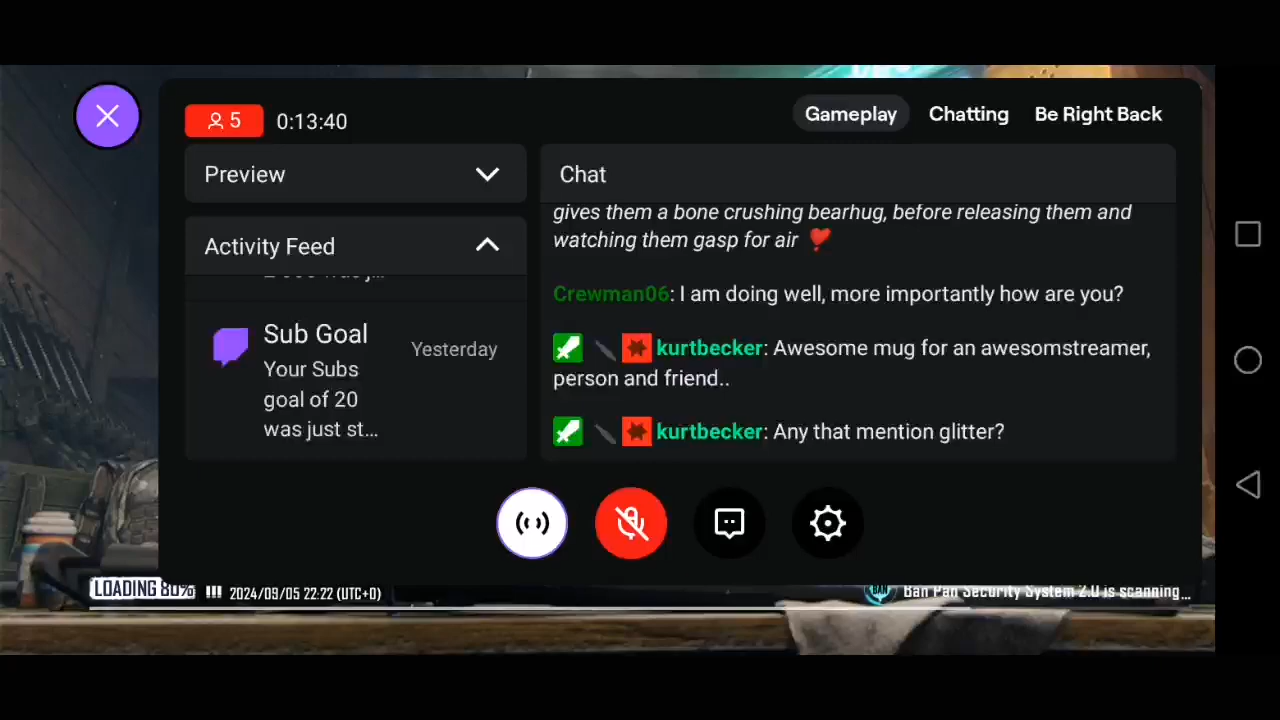 5 0:13:40
Gameplay Chatting Be Right Back
Preview
Activity Feed
Sub Goal
Your Subs
goal of 20
was just st...
Yesterday
Chat
gives them a bone crushing bearhug, before releasing them and
watching them gasp for air ❣️
Crewman06: I am doing well, more importantly how are you?
kurtbecker: Awesome mug for an awesomstreamer,
person and friend..
kurtbecker: Any that mention glitter?
LOADING 80% 2024/09/05 22:22 (UTC+0)
Ban Pan Security System 2.0 is scanning...